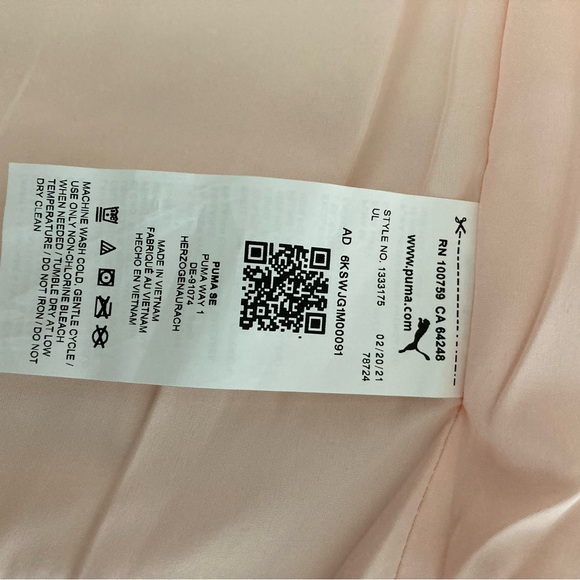 RN 100759 CA 64248
www.puma.com
STYLE NO. 1333175 02/20/21
UL 78724
AD 6KSWJG1M00091
PUMA SE
PUMA WAY 1
DE-91074
HERZOGENAURACH
MADE IN VIETNAM
FABRIQUÉ AU VIETNAM
HECHO EN VIETNAM
MACHINE WASH COLD, GENTLE CYCLE /
USE ONLY NON-CHLORINE BLEACH
WHEN NEEDED / TUMBLE DRY AT LOW
TEMPERATURE / DO NOT IRON / DO NOT
DRY CLEAN